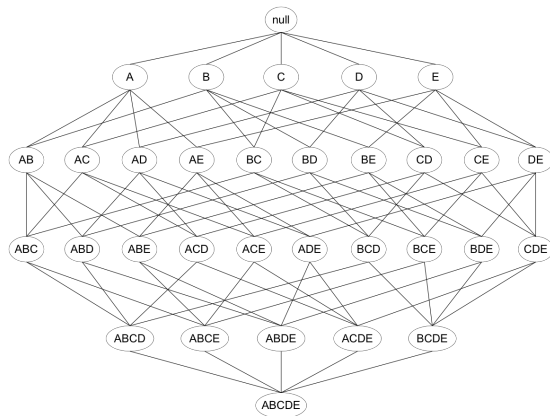 null
A B C D E
AB AC AD AE BC BD BE CD CE DE
ABC ABD ABE ACD ACE ADE BCD BCE BDE CDE
ABCD ABCE ABDE ACDE BCDE
ABCDE